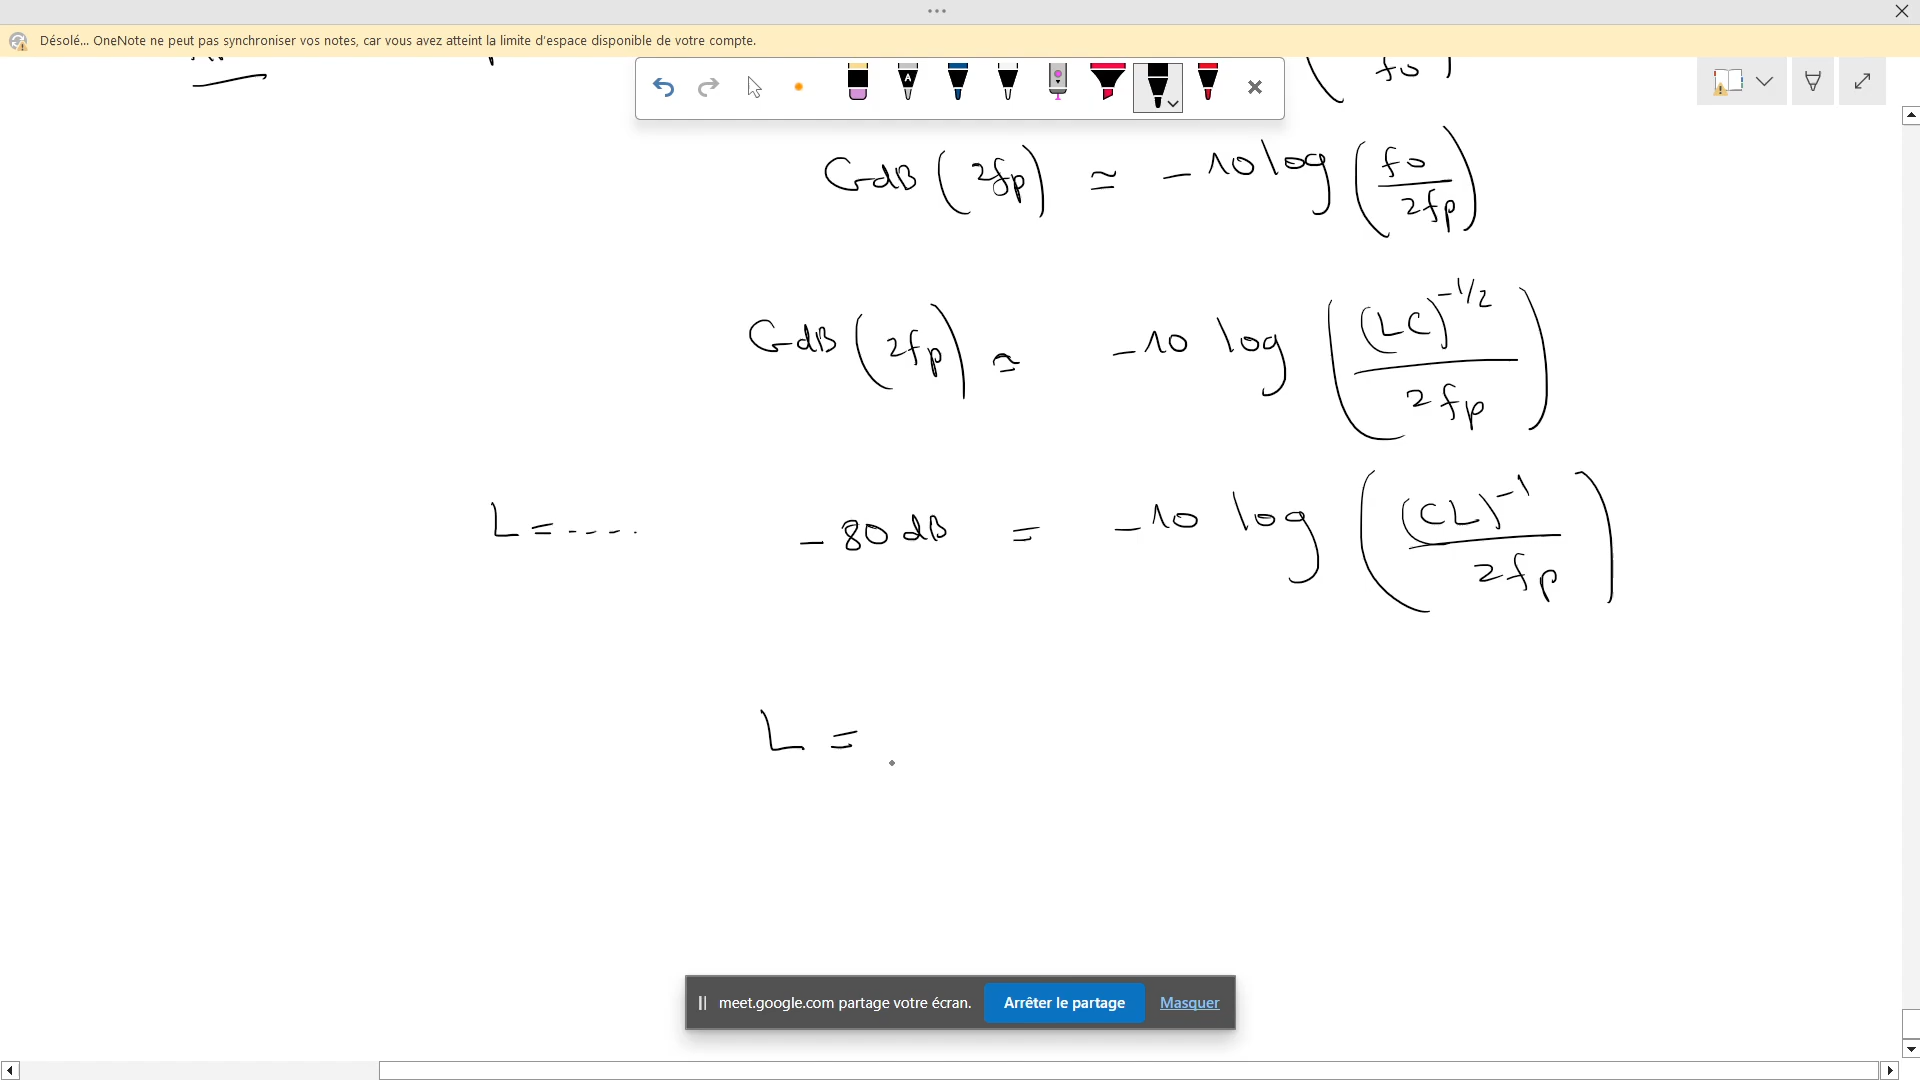 Désolé... OneNote ne peut pas synchroniser vos notes, car vous avez atteint la limite d'espace disponible de votre compte.
A
f0
GdB (2fp) ≃ -10 log (f0 / 2fp)
GdB (2fp) ≃ -10 log ((LC)^-1/2 / 2fp)
L = ----. -80 dB = -10 log ((CL)^-1 / 2fp)
L =
meet.google.com partage votre écran. Arrêter le partage Masquer